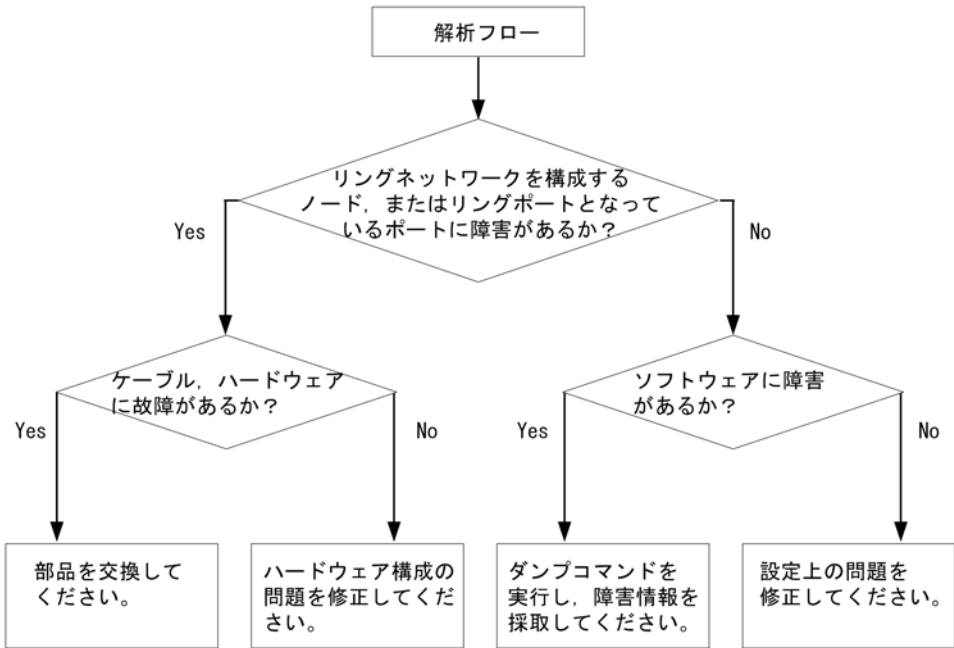 解析フロー
リングネットワークを構成する
ノード，またはリングポートとなって
いるポートに障害があるか？
Yes
No
ケーブル，ハードウェア
に故障があるか？
Yes
No
ソフトウェアに障害
があるか？
Yes
No
部品を交換して
ください。
ハードウェア構成の
問題を修正してくだ
さい。
ダンプコマンドを
実行し，障害情報を
採取してください。
設定上の問題を
修正してください。